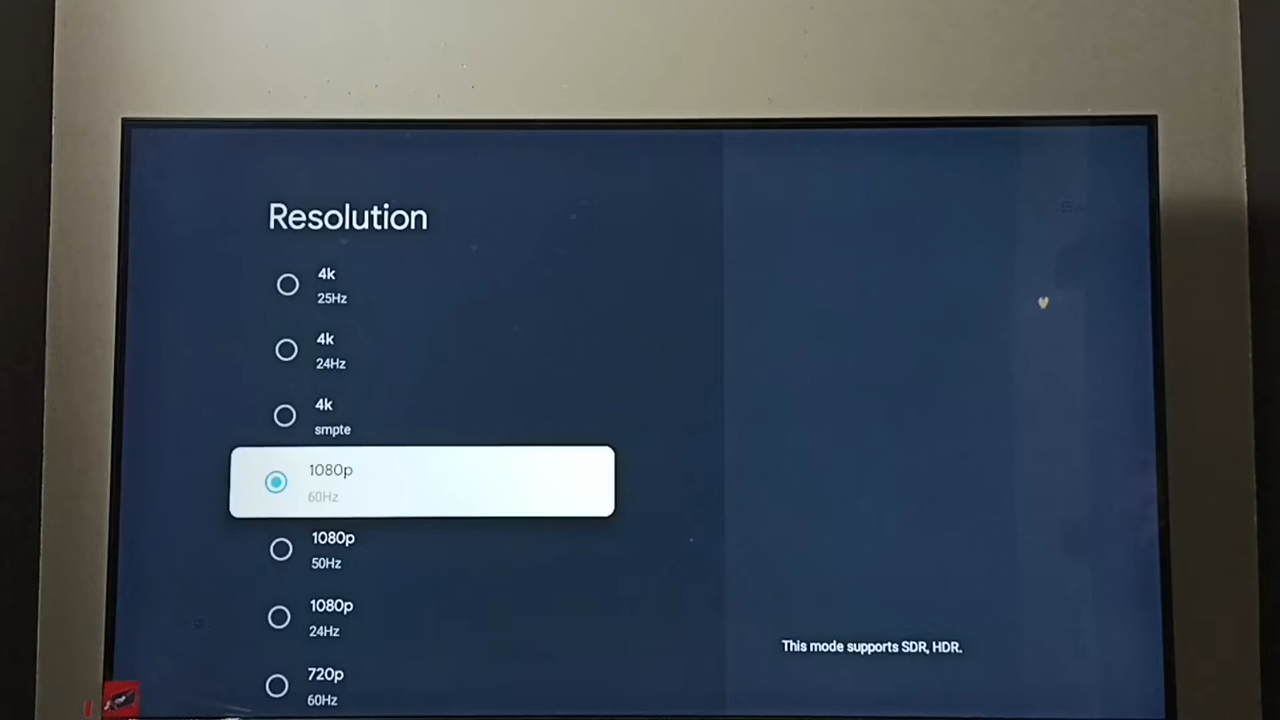 Resolution
4k
25Hz
4k
24Hz
4k
smpte
1080p
60Hz
1080p
50Hz
1080p
24Hz
720p
60Hz
This mode supports SDR, HDR.